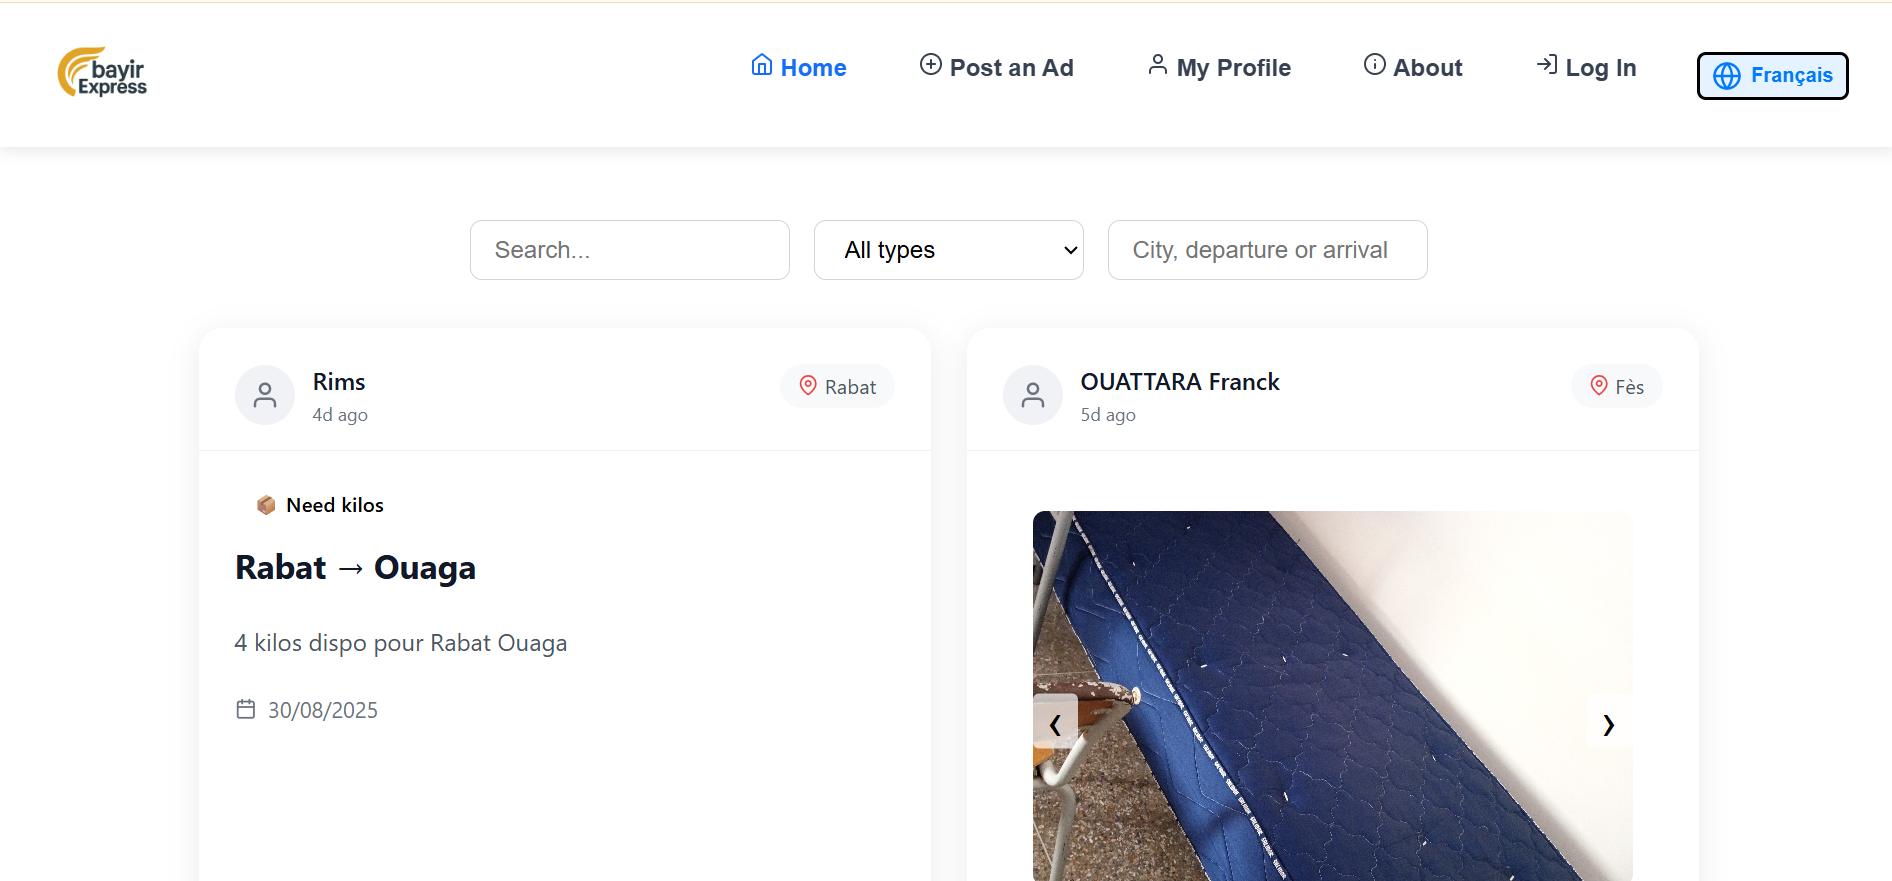 bayir
Express
Home
Post an Ad
My Profile
About
Log In
Français
Search...
All types
City, departure or arrival
Rims
4d ago
Rabat
Need kilos
Rabat → Ouaga
4 kilos dispo pour Rabat Ouaga
30/08/2025
OUATTARA Franck
5d ago
Fès